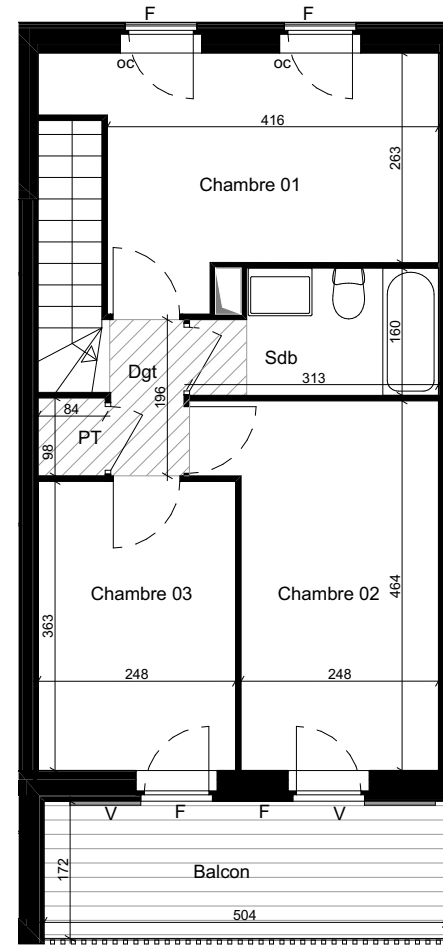 F F
oc oc
416
263
Chambre 01
160
Dgt
Sdb
313
196
84
PT
98
Chambre 03
Chambre 02
464
363
248
248
V F F V
172
Balcon
504